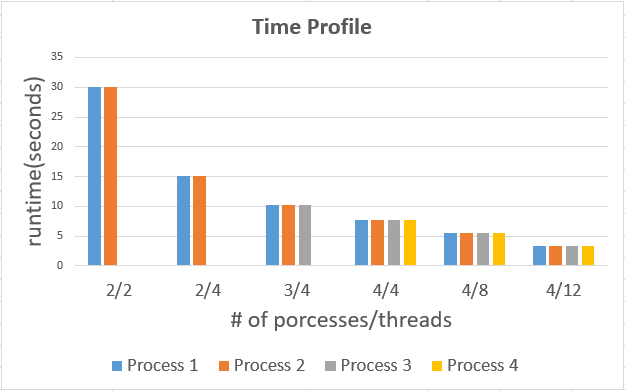 Time Profile
runtime(seconds)
35
30
25
20
15
10
5
0
2/2 2/4 3/4 4/4 4/8 4/12
# of porcesses/threads
Process 1 Process 2 Process 3 Process 4